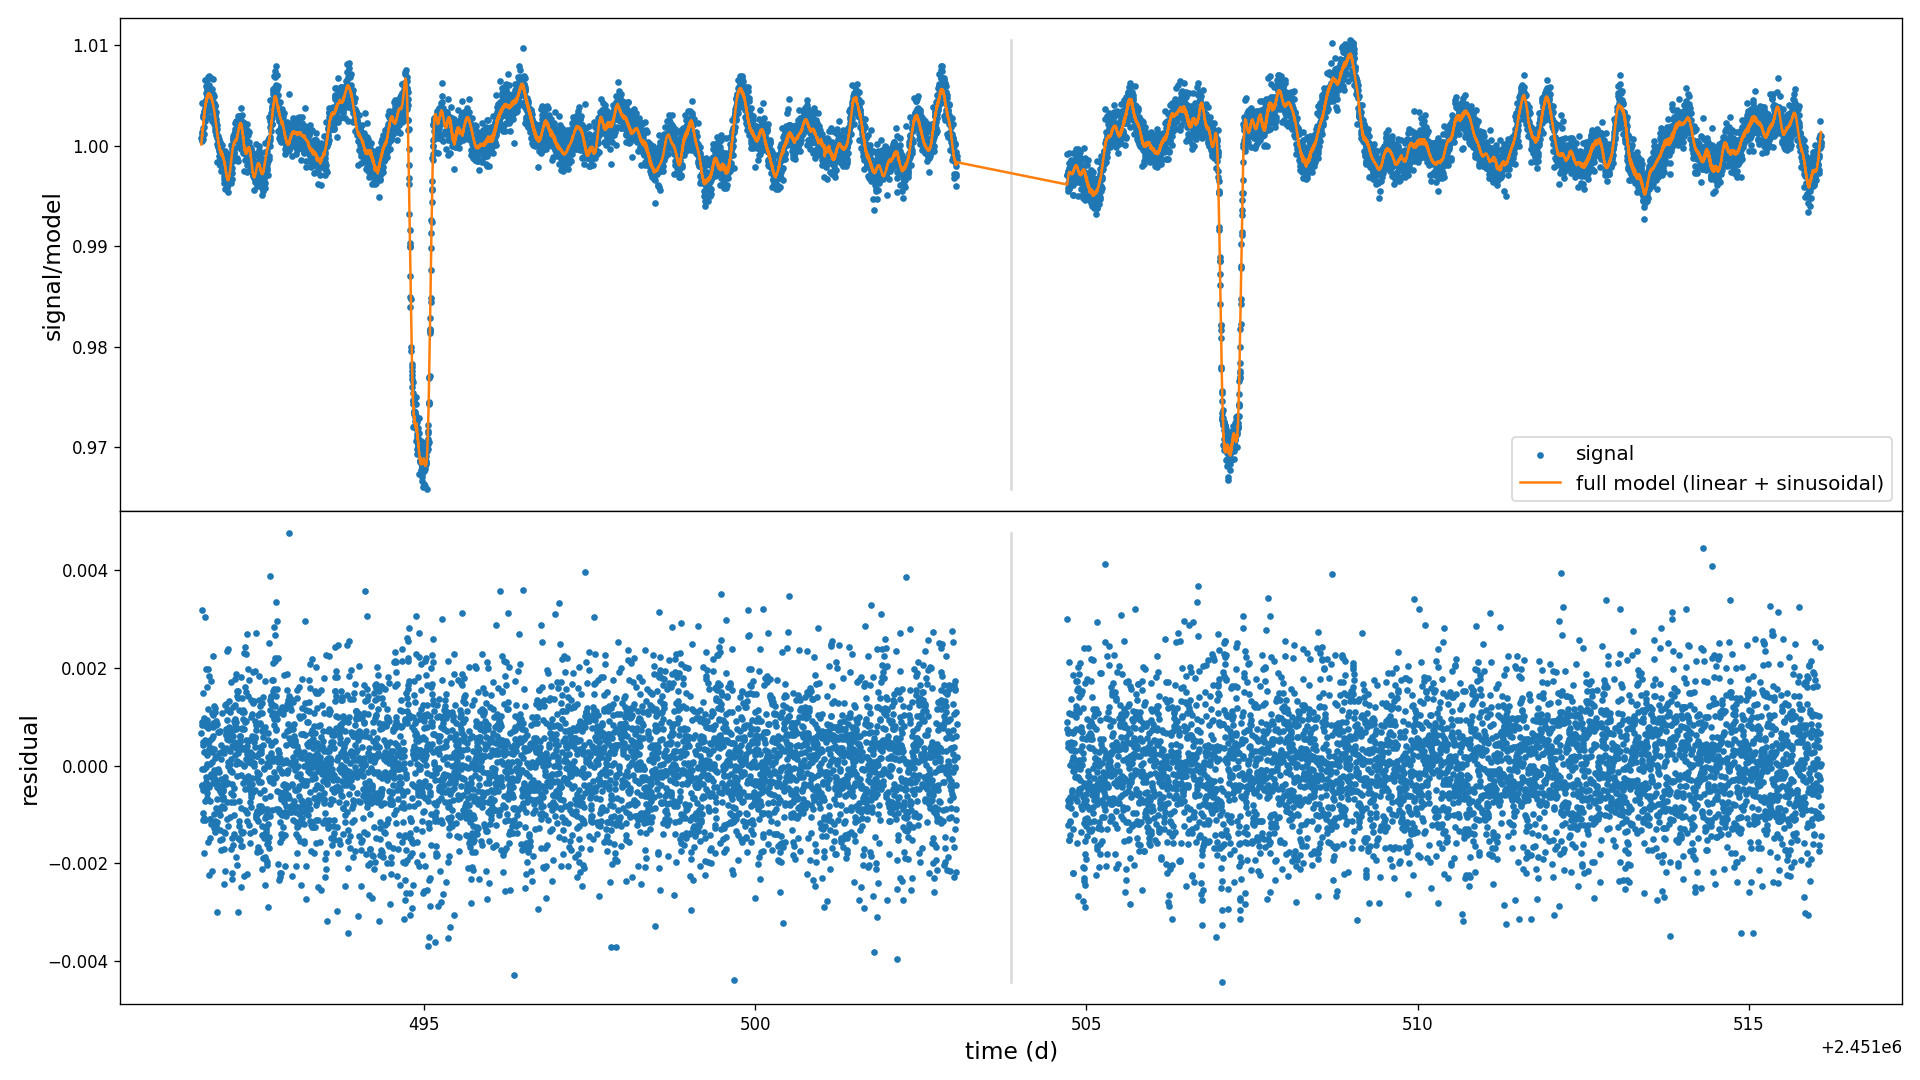 1.01
1.00
0.99
0.98
0.97
signal/model
signal
full model (linear + sinusoidal)
0.004
0.002
0.000
−0.002
−0.004
residual
495
500
505
510
515
time (d)
+2.451e6